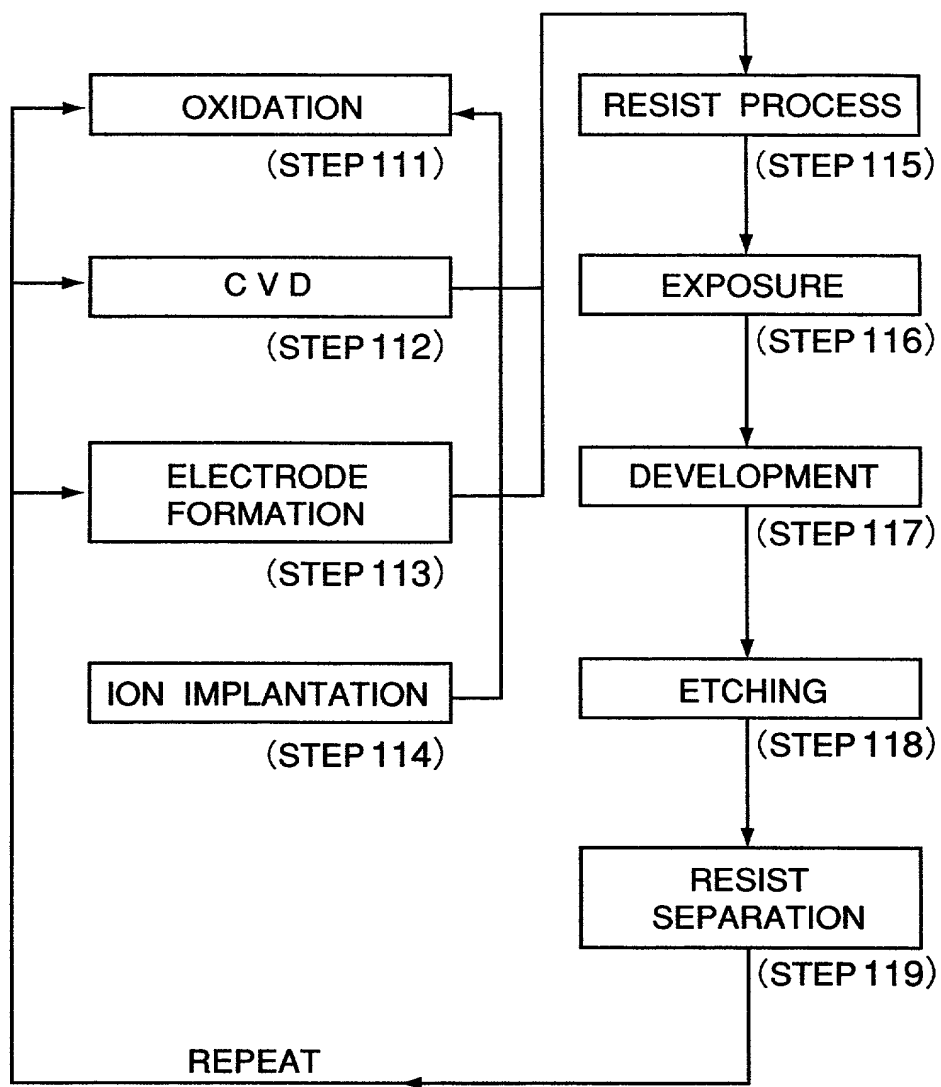 OXIDATION
(STEP 111)
C V D
(STEP 112)
ELECTRODE
FORMATION
(STEP 113)
ION IMPLANTATION
(STEP 114)
RESIST PROCESS
(STEP 115)
EXPOSURE
(STEP 116)
DEVELOPMENT
(STEP 117)
ETCHING
(STEP 118)
RESIST
SEPARATION
(STEP 119)
REPEAT